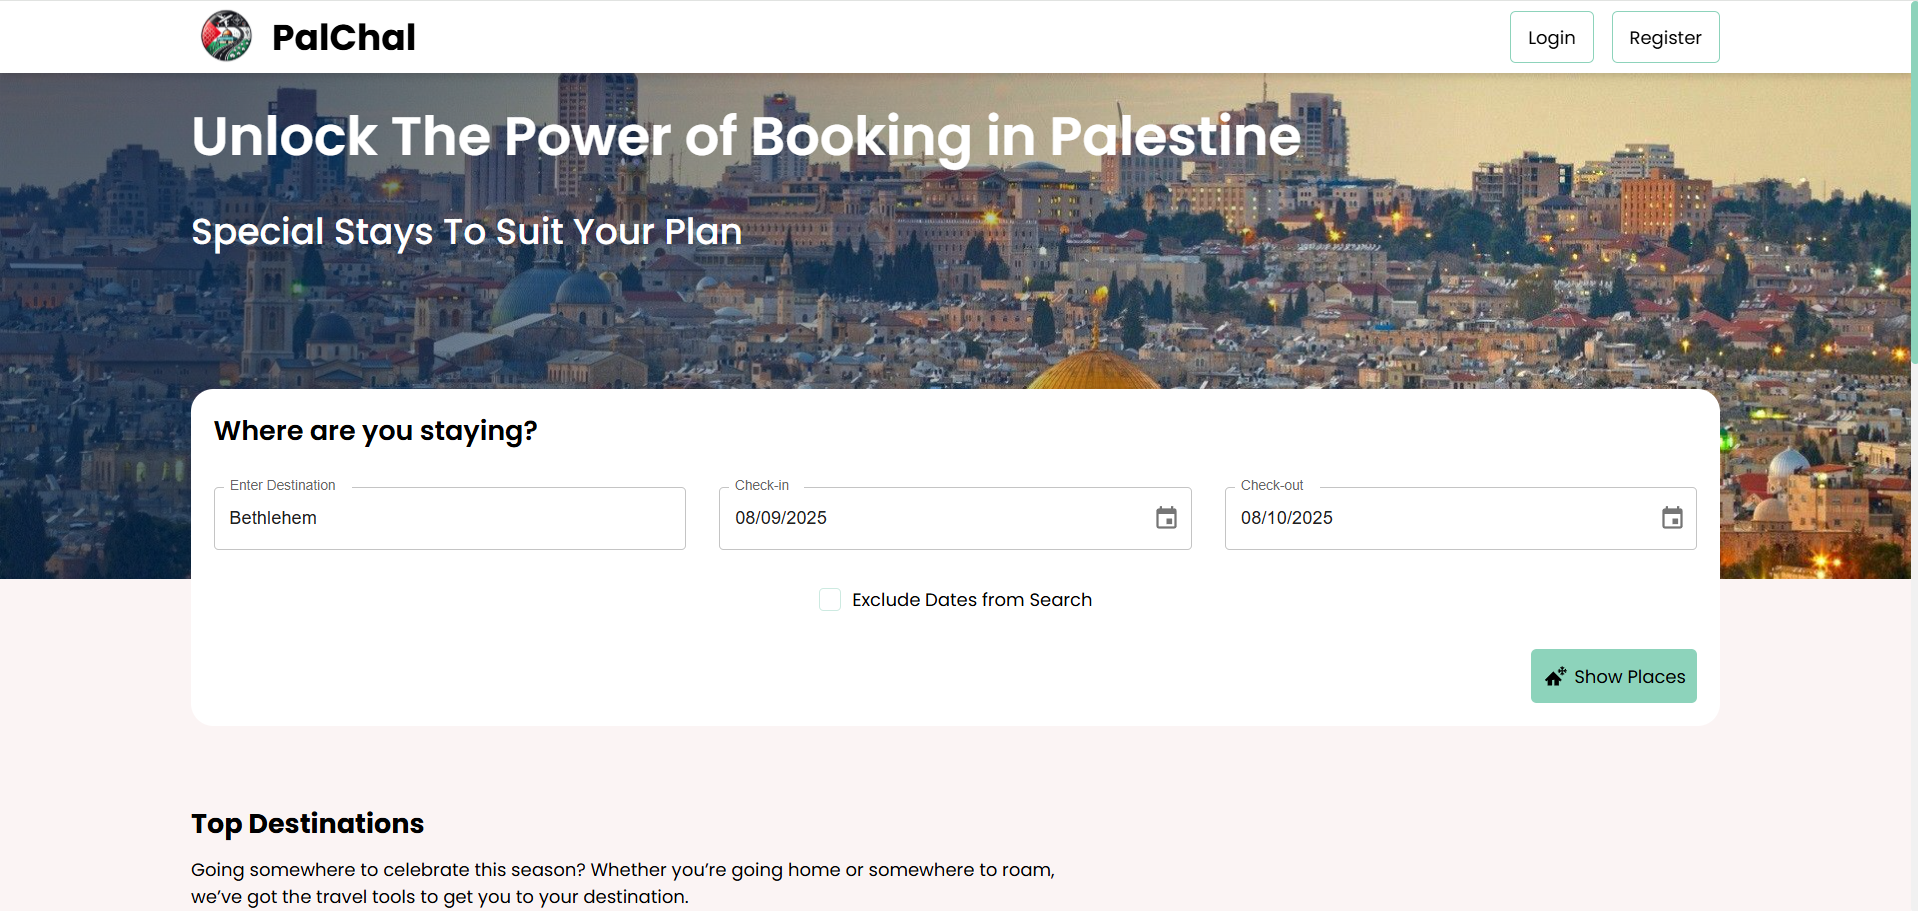 PalChal
Login
Register
Unlock The Power of Booking in Palestine
Special Stays To Suit Your Plan
Where are you staying?
Enter Destination
Bethlehem
Check-in
08/09/2025
Check-out
08/10/2025
Exclude Dates from Search
Show Places
Top Destinations
Going somewhere to celebrate this season? Whether you’re going home or somewhere to roam,
we’ve got the travel tools to get you to your destination.